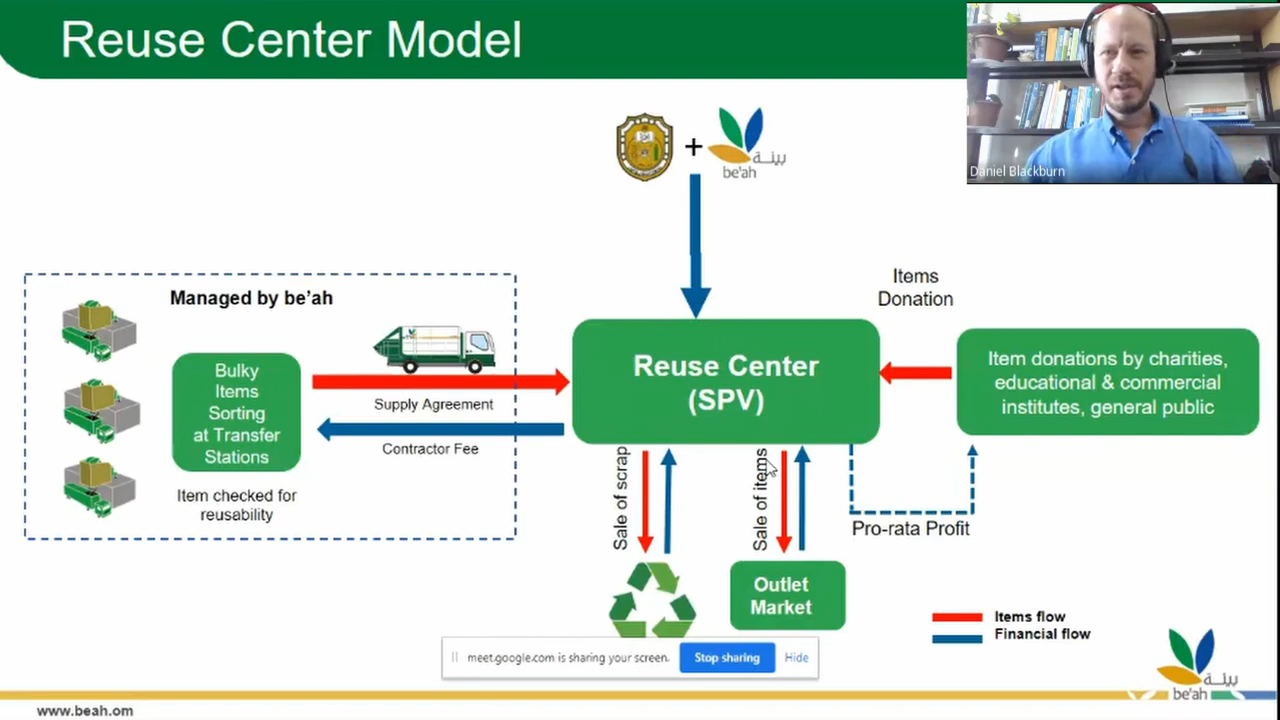 Reuse Center Model
Daniel Blackburn
+
بيئة
be'ah
Managed by be'ah
Bulky
Items
Sorting
at Transfer
Stations
Item checked for
reusability
Supply Agreement
Contractor Fee
Reuse Center
(SPV)
Items
Donation
Item donations by charities,
educational & commercial
institutes, general public
Sale of scrap
Sale of items
Pro-rata Profit
Outlet
Market
Items flow
Financial flow
meet.google.com is sharing your screen.
Stop sharing
Hide
بيئة
be'ah
www.beah.om